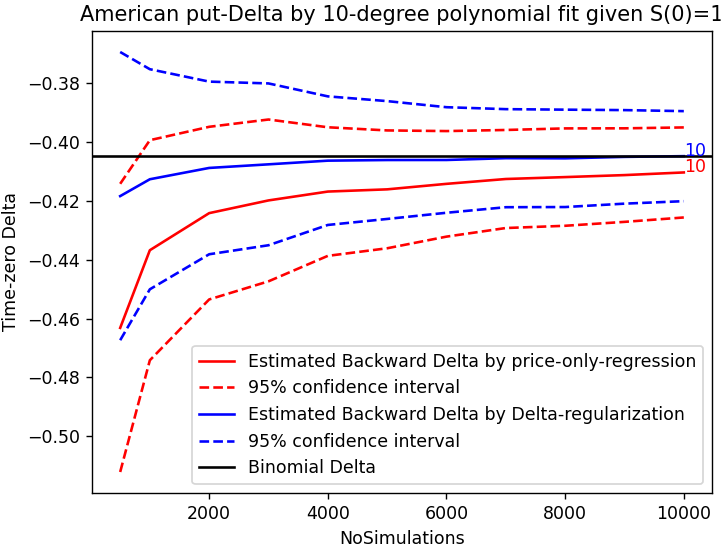 American put-Delta by 10-degree polynomial fit given S(0)=1
−0.38
−0.40
−0.42
−0.44
−0.46
−0.48
−0.50
Time-zero Delta
10
10
Estimated Backward Delta by price-only-regression
95% confidence interval
Estimated Backward Delta by Delta-regularization
95% confidence interval
Binomial Delta
2000 4000 6000 8000 10000
NoSimulations